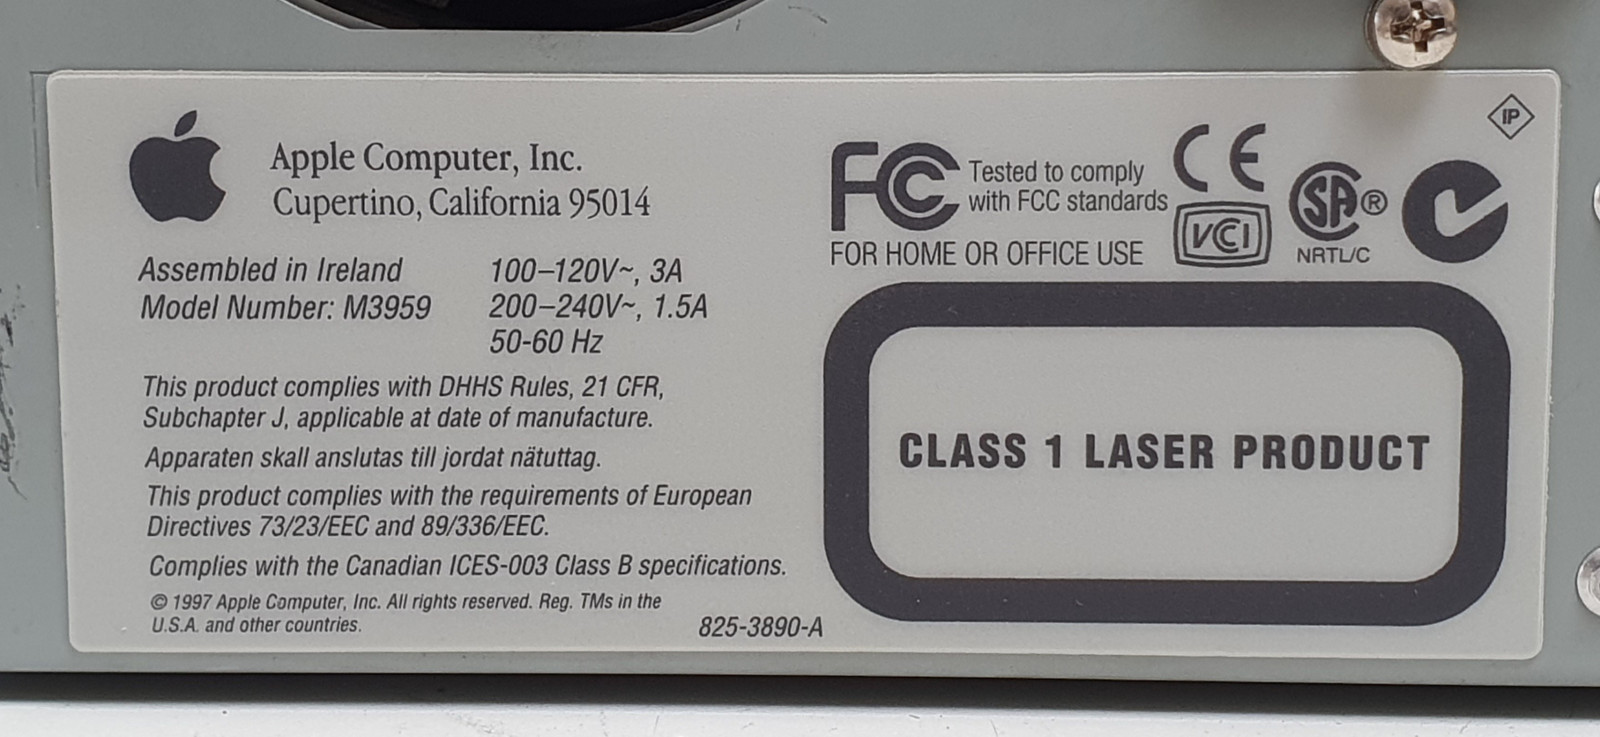 Apple Computer, Inc.
Cupertino, California 95014
Assembled in Ireland
Model Number: M3959
100–120V~, 3A
200–240V~, 1.5A
50-60 Hz
This product complies with DHHS Rules, 21 CFR,
Subchapter J, applicable at date of manufacture.
Apparaten skall anslutas till jordat nätuttag.
This product complies with the requirements of European
Directives 73/23/EEC and 89/336/EEC.
Complies with the Canadian ICES-003 Class B specifications.
© 1997 Apple Computer, Inc. All rights reserved. Reg. TMs in the
U.S.A. and other countries.
825-3890-A
FC
Tested to comply
with FCC standards
FOR HOME OR OFFICE USE
CE
VCI
SA®
NRTL/C
IP
CLASS 1 LASER PRODUCT